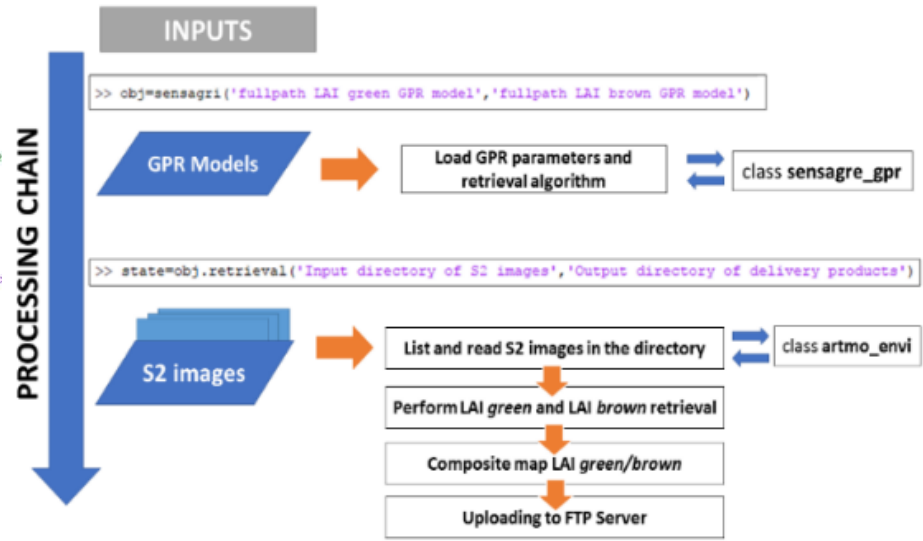 INPUTS
PROCESSING CHAIN
>> obj=sensagri('fullpath LAI green GPR model','fullpath LAI brown GPR model')
GPR Models
Load GPR parameters and
retrieval algorithm
class sensagre_gpr
>> state=obj.retrieval('Input directory of S2 images','Output directory of delivery products')
S2 images
List and read S2 images in the directory
class artmo_envi
Perform LAI green and LAI brown retrieval
Composite map LAI green/brown
Uploading to FTP Server